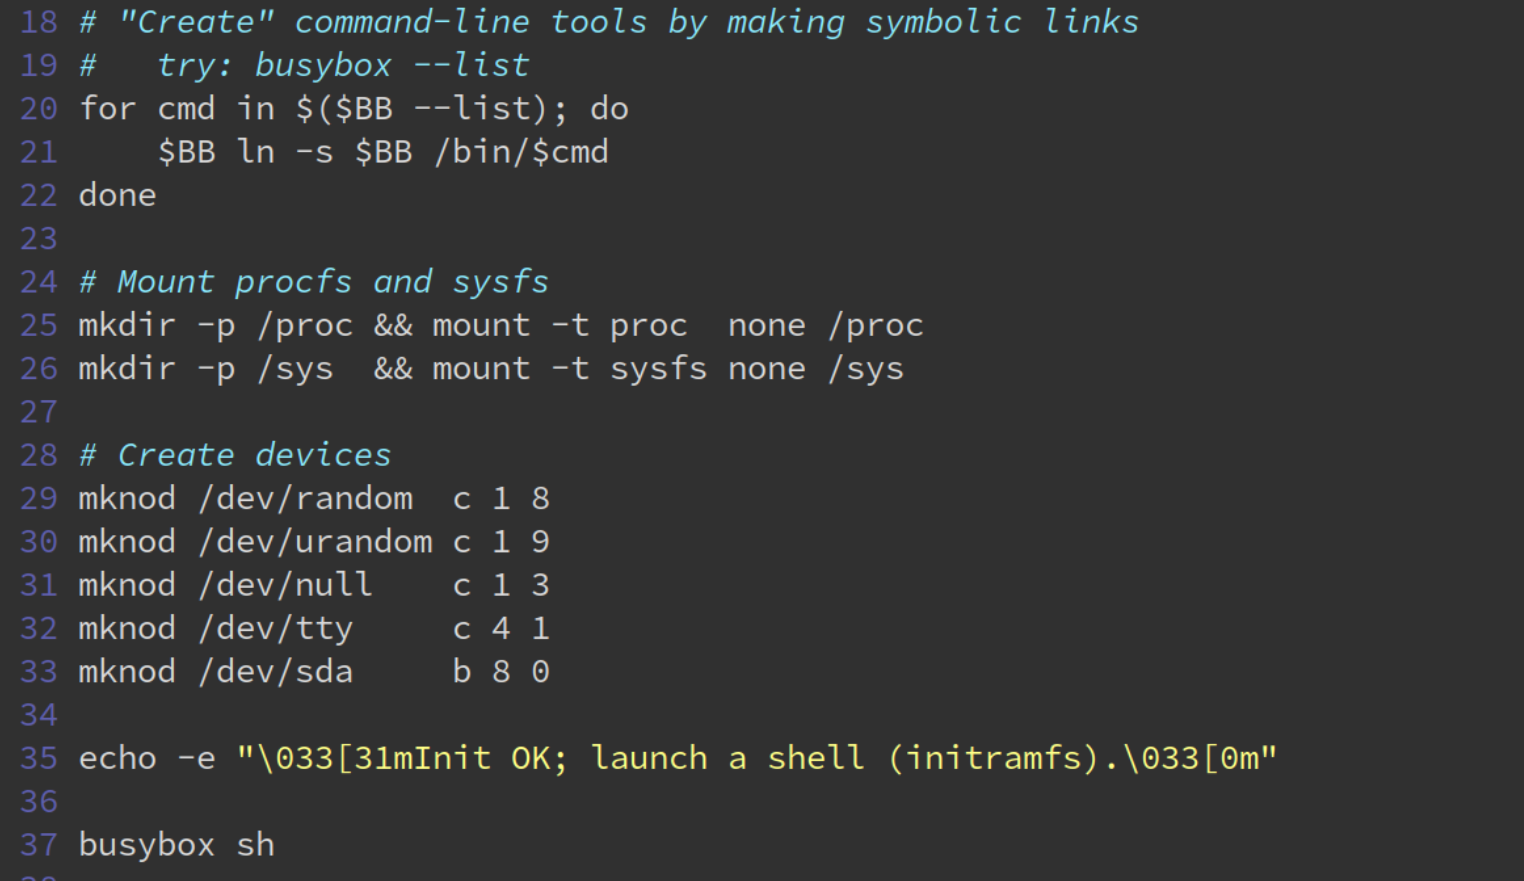 18 # "Create" command-line tools by making symbolic links
19 #   try: busybox --list
20 for cmd in $($BB --list); do
21     $BB ln -s $BB /bin/$cmd
22 done
23
24 # Mount procfs and sysfs
25 mkdir -p /proc && mount -t proc  none /proc
26 mkdir -p /sys  && mount -t sysfs none /sys
27
28 # Create devices
29 mknod /dev/random  c 1 8
30 mknod /dev/urandom c 1 9
31 mknod /dev/null    c 1 3
32 mknod /dev/tty     c 4 1
33 mknod /dev/sda     b 8 0
34
35 echo -e "\033[31mInit OK; launch a shell (initramfs).\033[0m"
36
37 busybox sh